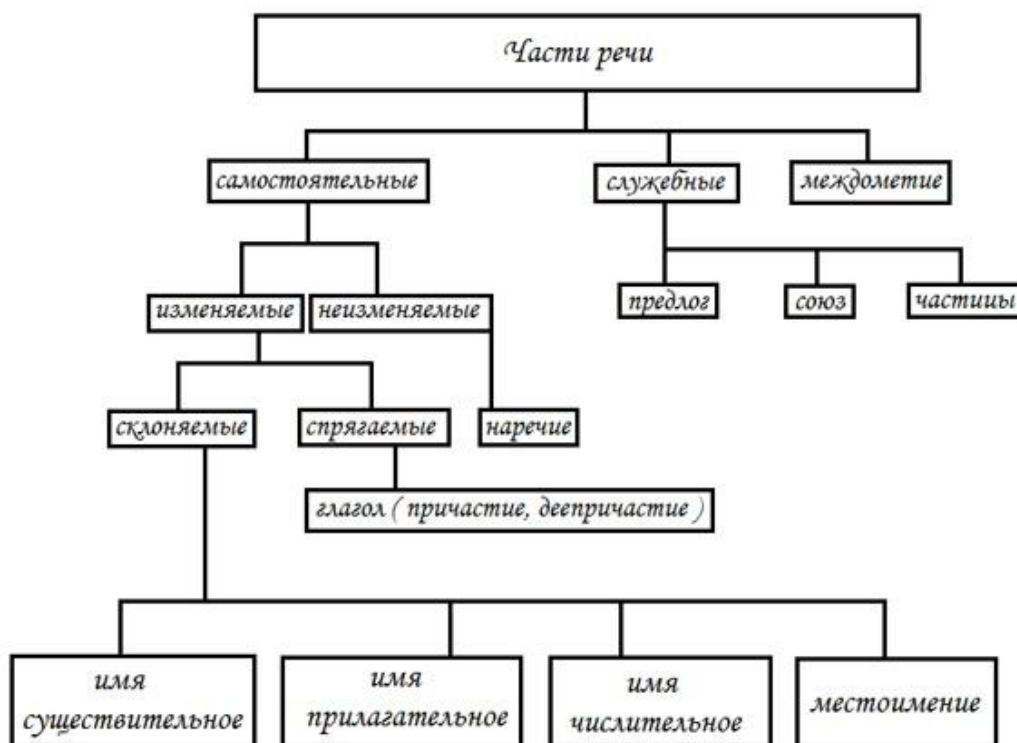 Части речи
самостоятельные
служебные
междометие
изменяемые
неизменяемые
предлог
союз
частицы
склоняемые
спрягаемые
наречие
глагол ( причастие, деепричастие )
имя
существительное
имя
прилагательное
имя
числительное
местоимение